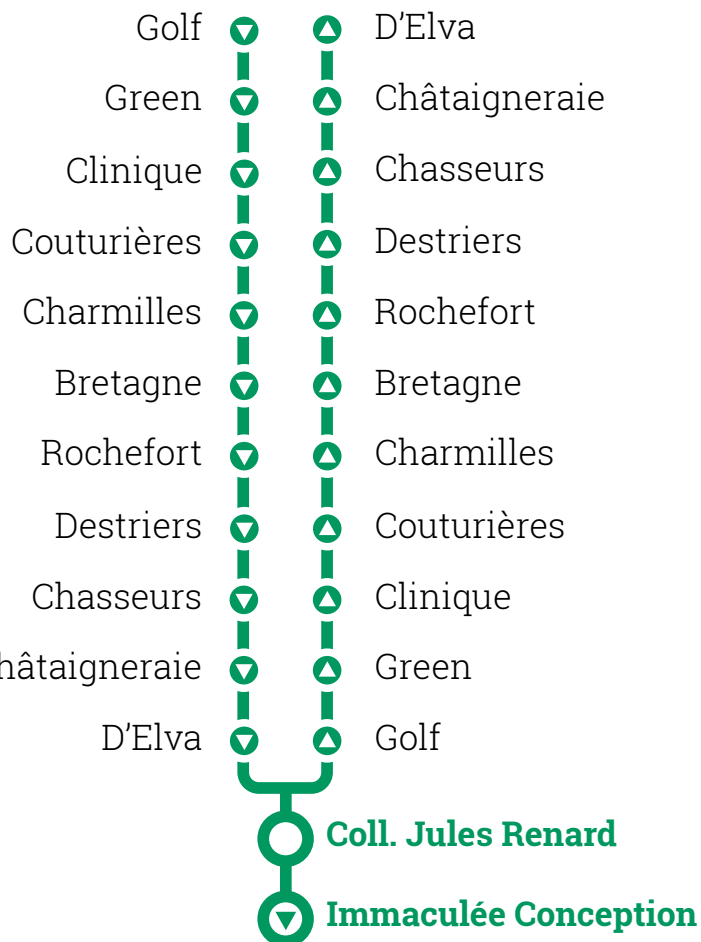 Golf
Green
Clinique
Couturières
Charmilles
Bretagne
Rochefort
Destriers
Chasseurs
hâtaigneraie
D'Elva
D'Elva
Châtaigneraie
Chasseurs
Destriers
Rochefort
Bretagne
Charmilles
Couturières
Clinique
Green
Golf
Coll. Jules Renard
Immaculée Conception